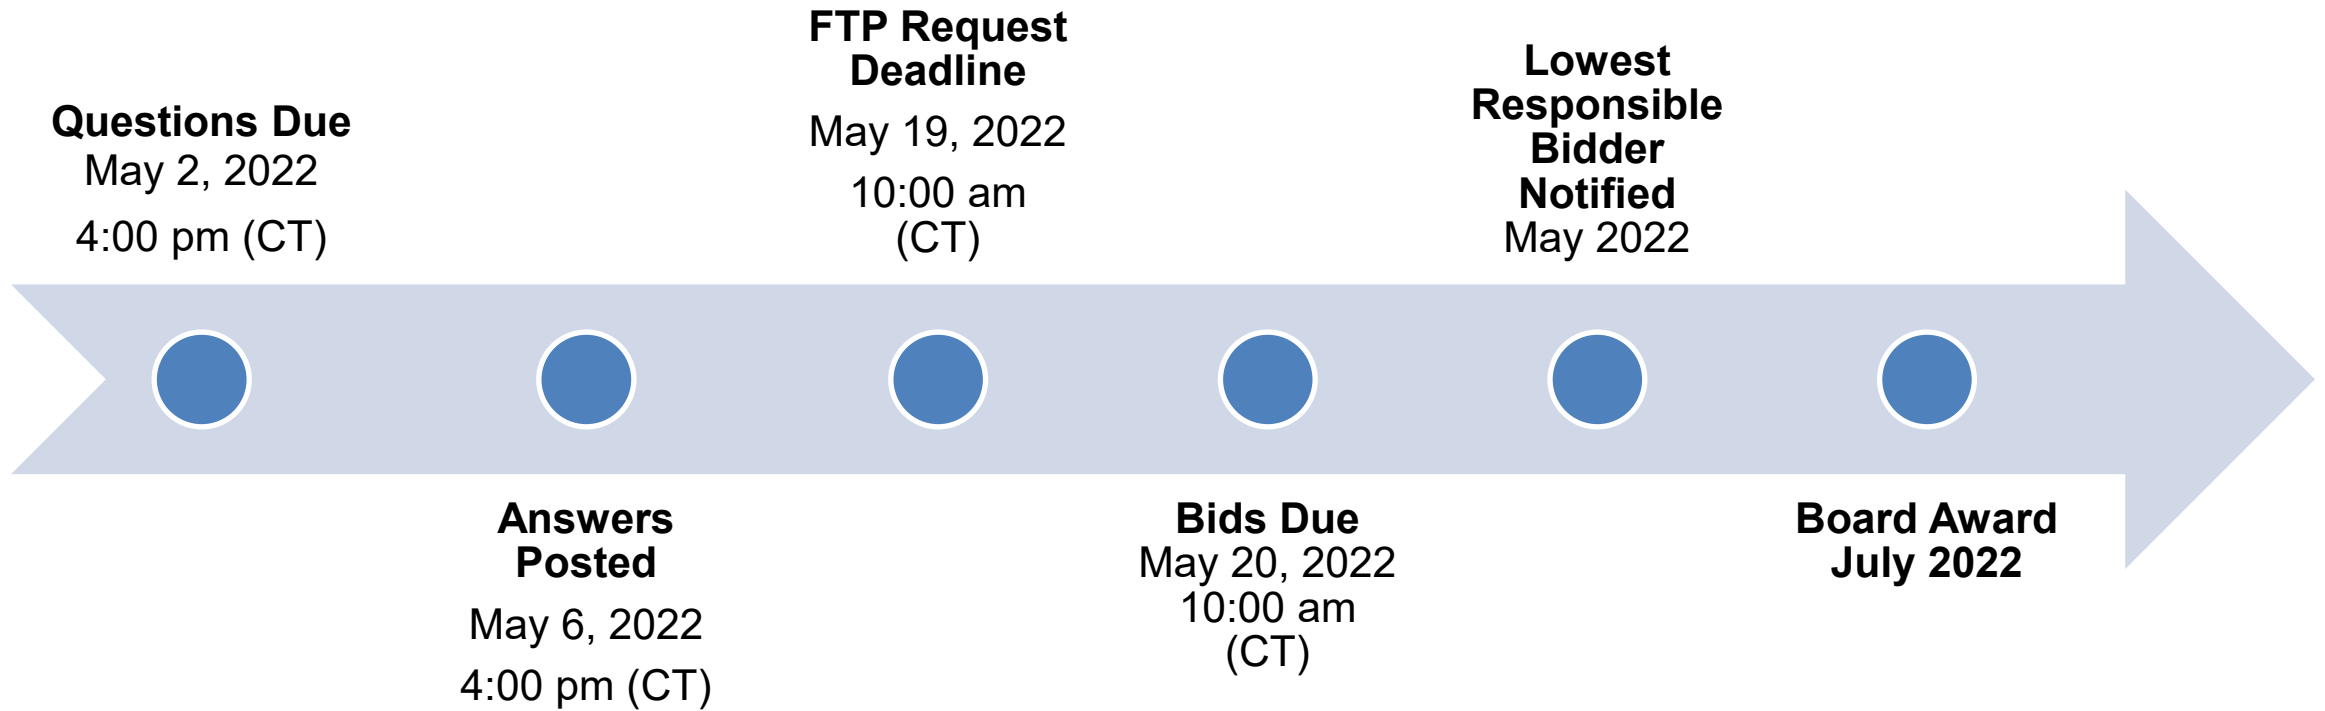 Questions Due
May 2, 2022
4:00 pm (CT)
Answers
Posted
May 6, 2022
4:00 pm (CT)
FTP Request
Deadline
May 19, 2022
10:00 am
(CT)
Bids Due
May 20, 2022
10:00 am
(CT)
Lowest
Responsible
Bidder
Notified
May 2022
Board Award
July 2022